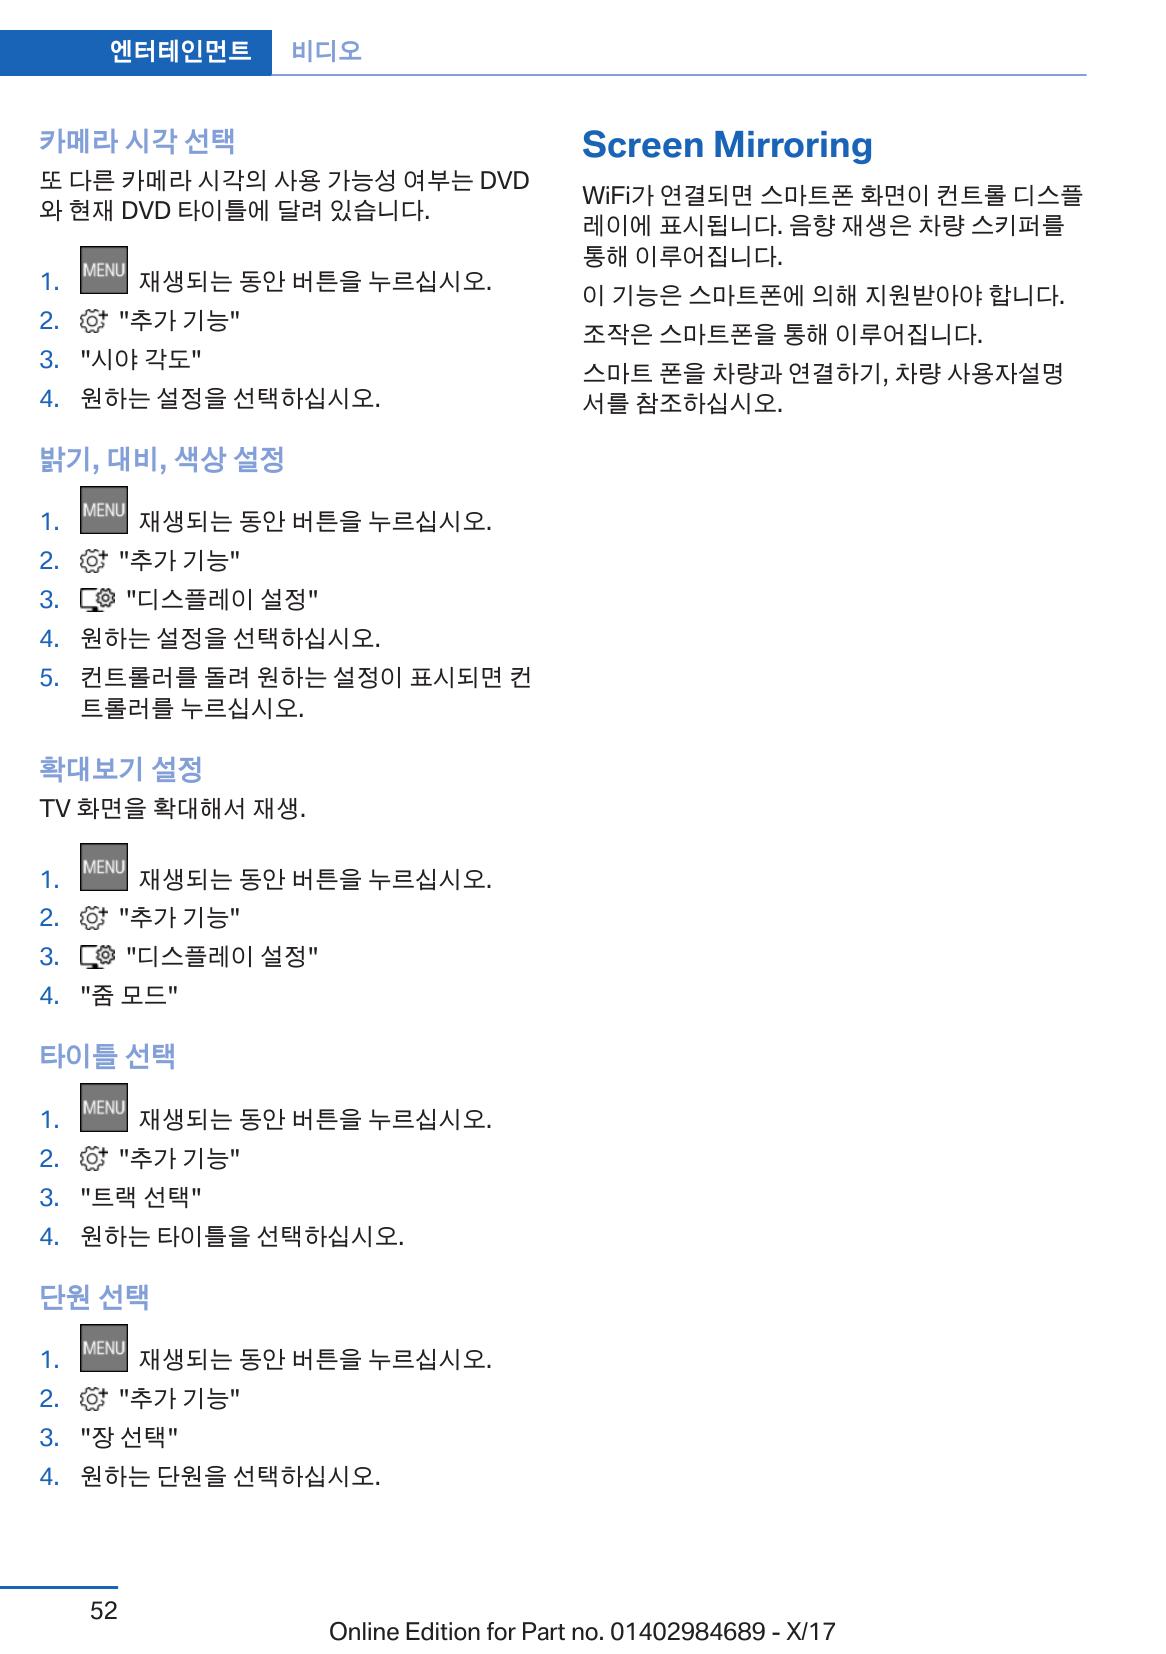 엔터테인먼트 비디오
카메라 시각 선택
또 다른 카메라 시각의 사용 가능성 여부는 DVD
와 현재 DVD 타이틀에 달려 있습니다.
1. MENU 재생되는 동안 버튼을 누르십시오.
2. "추가 기능"
3. "시야 각도"
4. 원하는 설정을 선택하십시오.
밝기, 대비, 색상 설정
1. MENU 재생되는 동안 버튼을 누르십시오.
2. "추가 기능"
3. "디스플레이 설정"
4. 원하는 설정을 선택하십시오.
5. 컨트롤러를 돌려 원하는 설정이 표시되면 컨
트롤러를 누르십시오.
확대보기 설정
TV 화면을 확대해서 재생.
1. MENU 재생되는 동안 버튼을 누르십시오.
2. "추가 기능"
3. "디스플레이 설정"
4. "줌 모드"
타이틀 선택
1. MENU 재생되는 동안 버튼을 누르십시오.
2. "추가 기능"
3. "트랙 선택"
4. 원하는 타이틀을 선택하십시오.
단원 선택
1. MENU 재생되는 동안 버튼을 누르십시오.
2. "추가 기능"
3. "장 선택"
4. 원하는 단원을 선택하십시오.
Screen Mirroring
WiFi가 연결되면 스마트폰 화면이 컨트롤 디스플
레이에 표시됩니다. 음향 재생은 차량 스키퍼를
통해 이루어집니다.
이 기능은 스마트폰에 의해 지원받아야 합니다.
조작은 스마트폰을 통해 이루어집니다.
스마트 폰을 차량과 연결하기, 차량 사용자설명
서를 참조하십시오.
52
Online Edition for Part no. 01402984689 - X/17